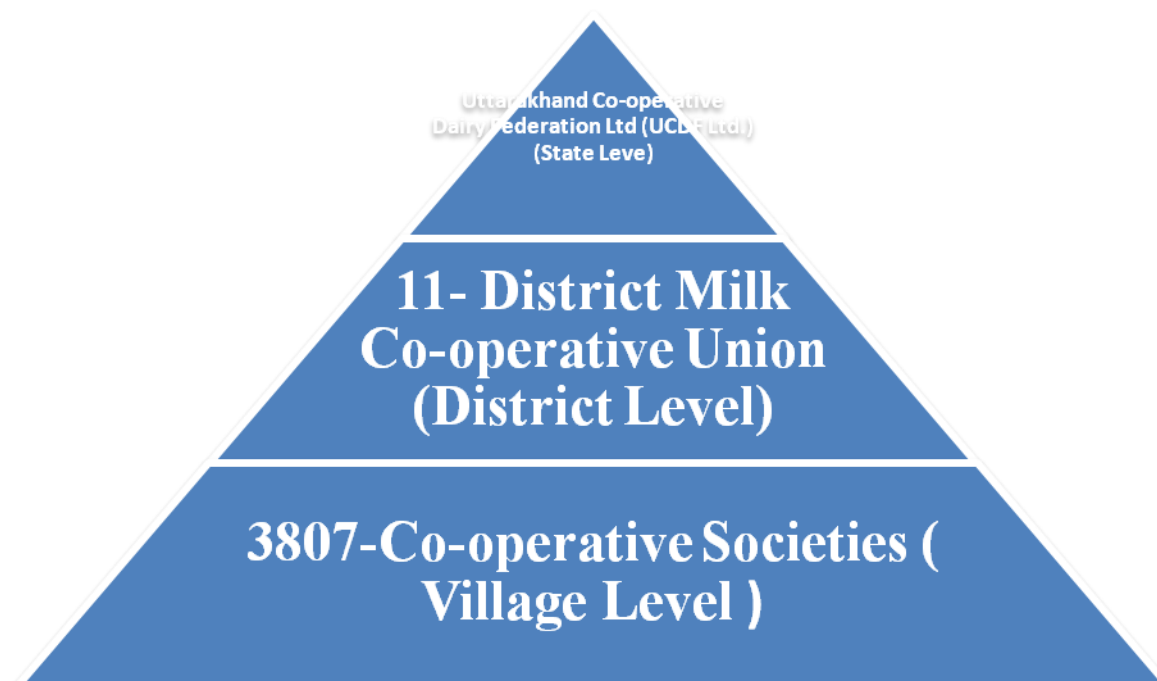 Uttarakhand Co-operative
Dairy Federation Ltd (UCDF Ltd.)
(State Leve)
11- District Milk
Co-operative Union
(District Level)
3807-Co-operative Societies (
Village Level )